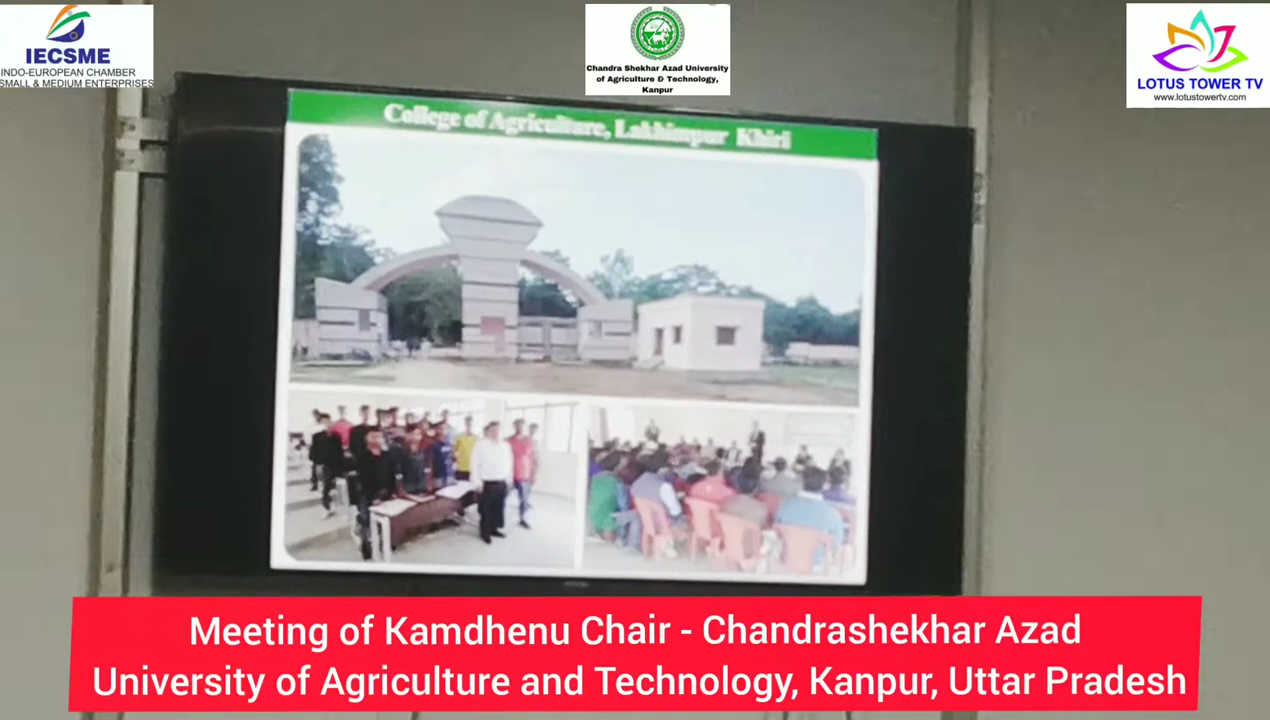 IECSME
INDO-EUROPEAN CHAMBER
SMALL & MEDIUM ENTERPRISES
Chandra Shekhar Azad University
of Agriculture & Technology,
Kanpur
LOTUS TOWER TV
www.lotustowertv.com
College of Agriculture, Lakhimpur Khiri
Meeting of Kamdhenu Chair - Chandrashekhar Azad
University of Agriculture and Technology, Kanpur, Uttar Pradesh